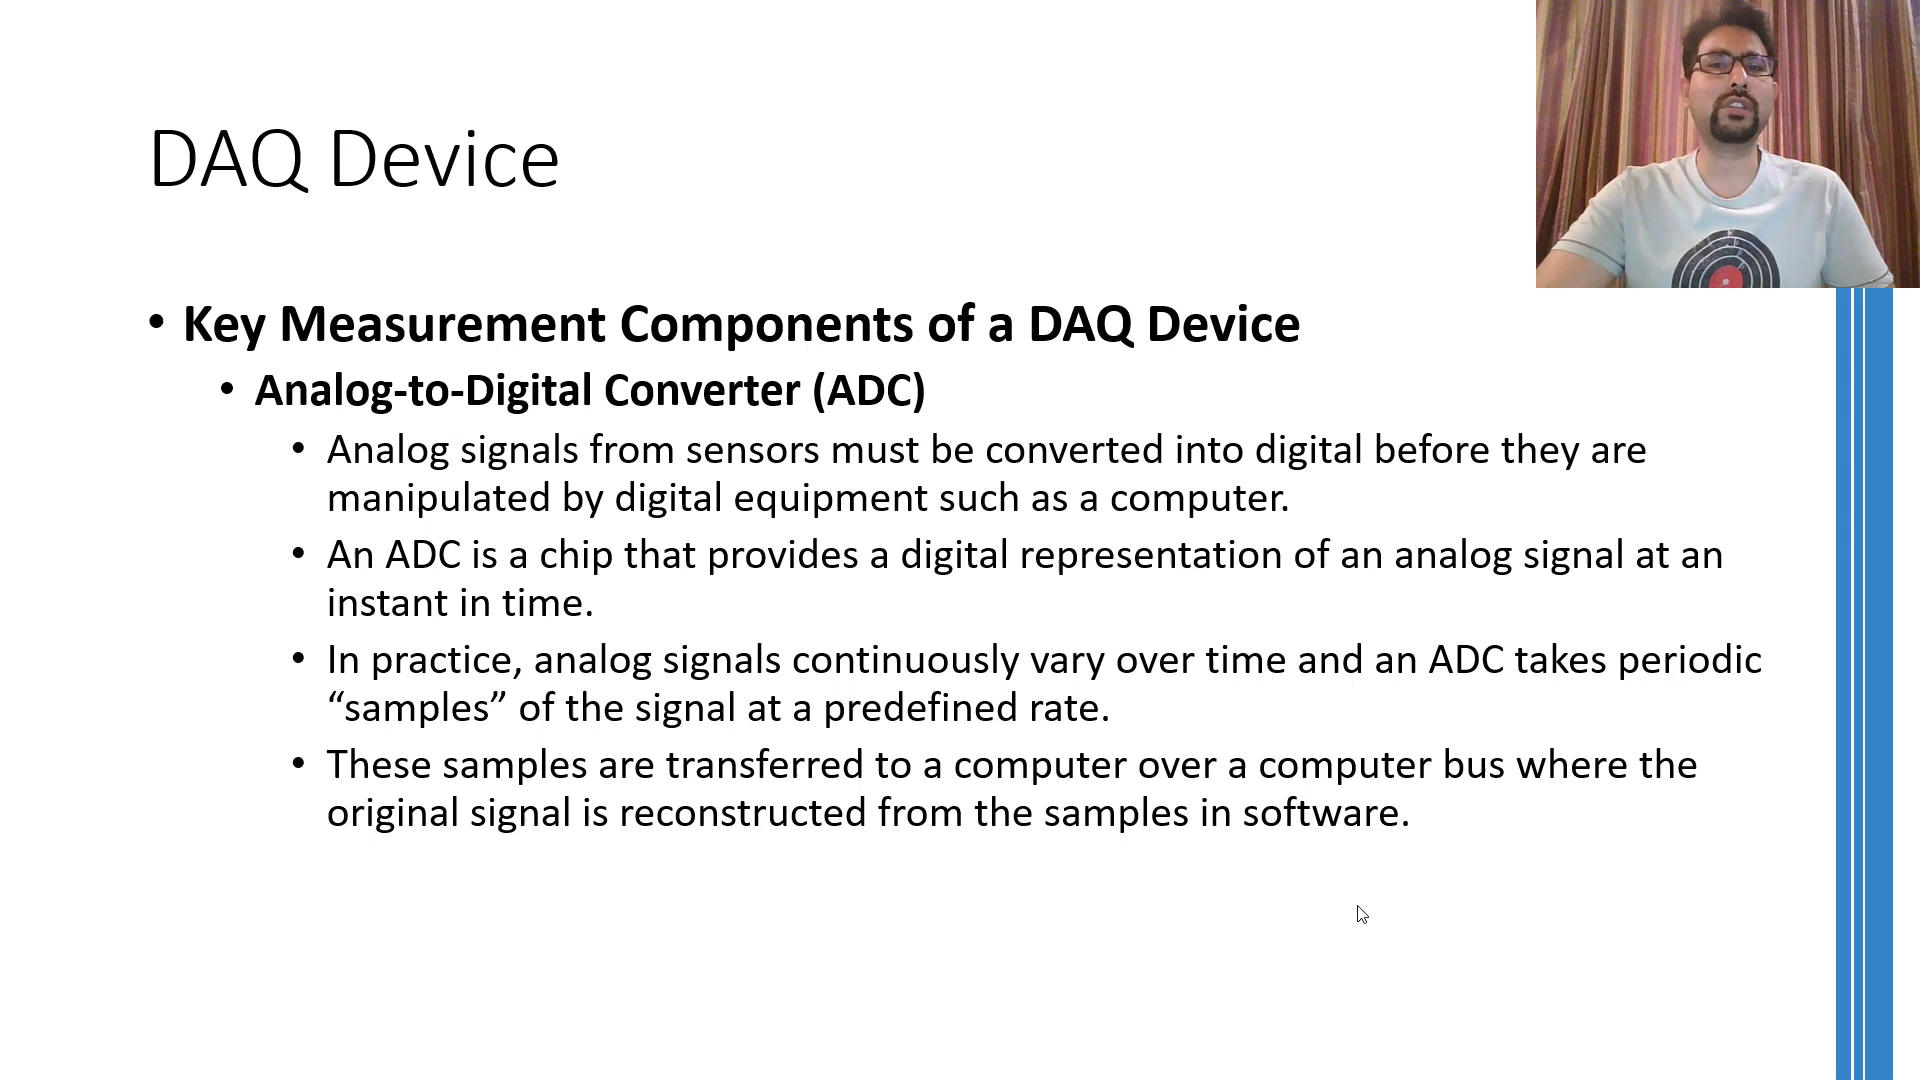 DAQ Device
• Key Measurement Components of a DAQ Device
• Analog-to-Digital Converter (ADC)
• Analog signals from sensors must be converted into digital before they are
manipulated by digital equipment such as a computer.
• An ADC is a chip that provides a digital representation of an analog signal at an
instant in time.
• In practice, analog signals continuously vary over time and an ADC takes periodic
“samples” of the signal at a predefined rate.
• These samples are transferred to a computer over a computer bus where the
original signal is reconstructed from the samples in software.